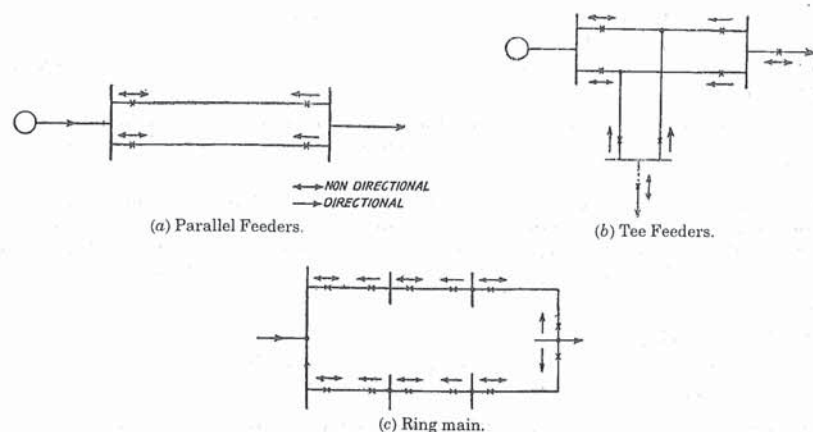 NON DIRECTIONAL
DIRECTIONAL
(a) Parallel Feeders.
(b) Tee Feeders.
(c) Ring main.